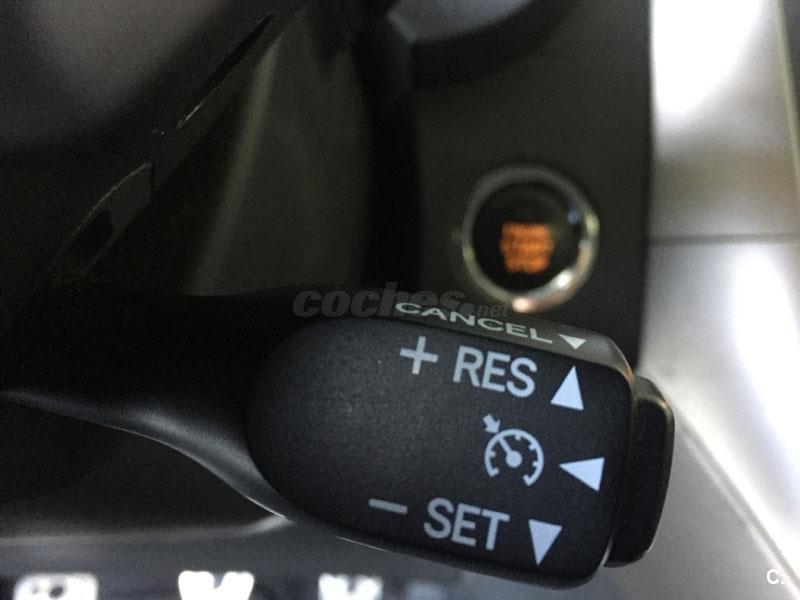 coches.net
CANCEL
+ RES
- SET
C.